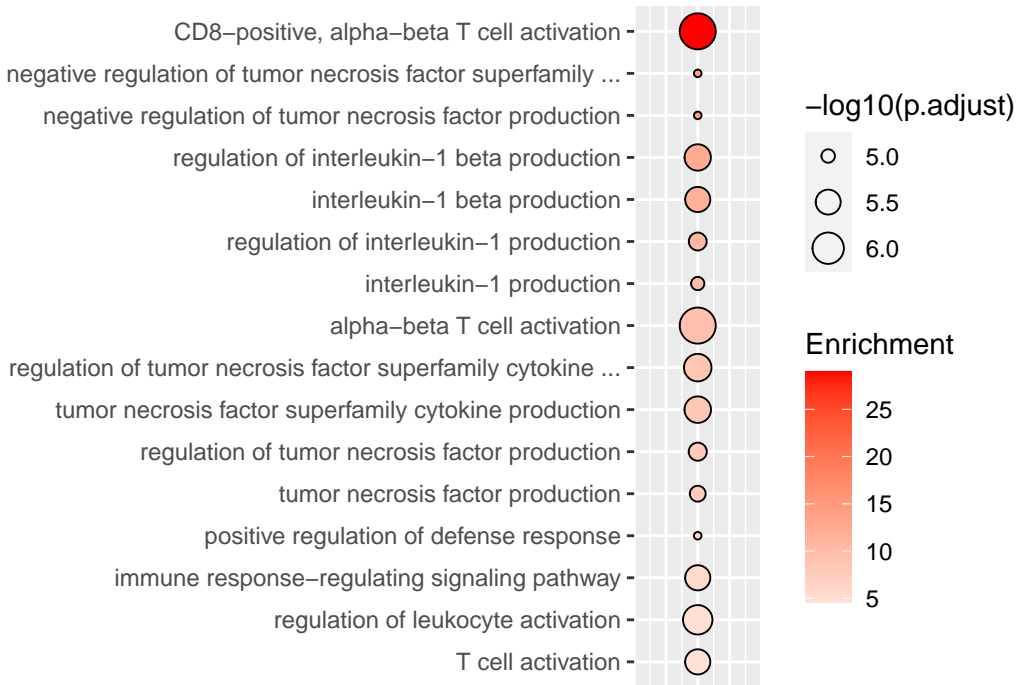 CD8−positive, alpha−beta T cell activation
negative regulation of tumor necrosis factor superfamily ...
negative regulation of tumor necrosis factor production
regulation of interleukin−1 beta production
interleukin−1 beta production
regulation of interleukin−1 production
interleukin−1 production
alpha−beta T cell activation
regulation of tumor necrosis factor superfamily cytokine ...
tumor necrosis factor superfamily cytokine production
regulation of tumor necrosis factor production
tumor necrosis factor production
positive regulation of defense response
immune response−regulating signaling pathway
regulation of leukocyte activation
T cell activation
−log10(p.adjust)
5.0
5.5
6.0
Enrichment
25
20
15
10
5